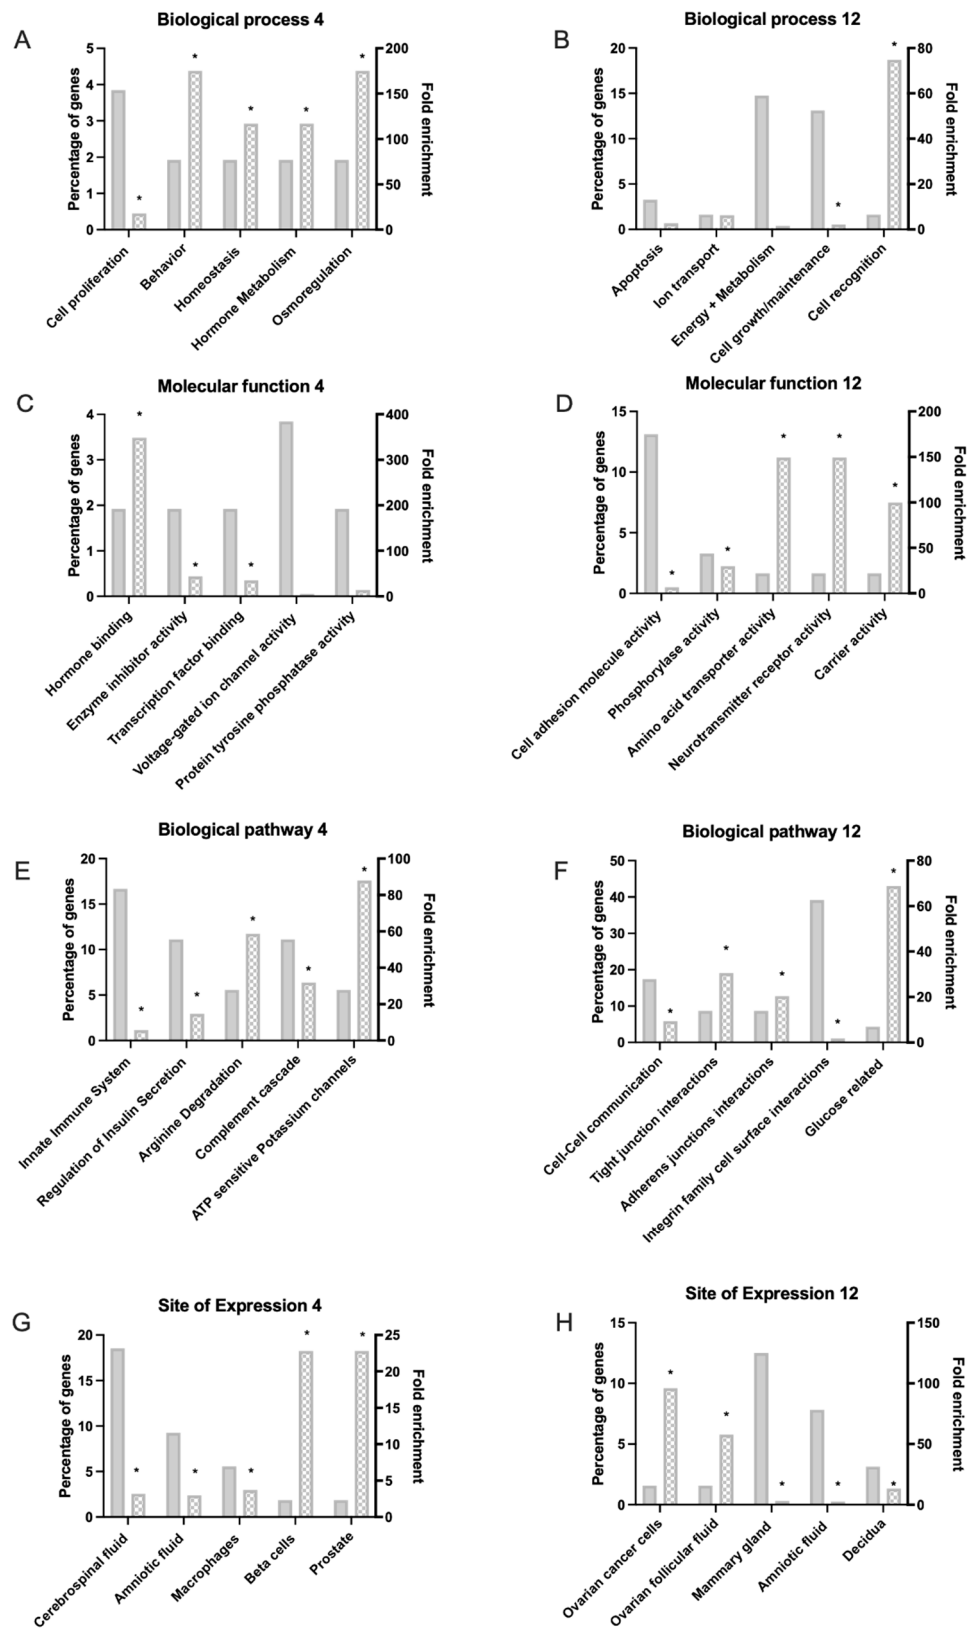 Biological process 4
A
Percentage of genes
5
4
3
2
1
0
200
150
100
50
0
Fold enrichment
*
*
*
*
*
Cell proliferation
Behavior
Homeostasis
Hormone Metabolism
Osmoregulation
Biological process 12
B
Percentage of genes
20
15
10
5
0
80
60
40
20
0
Fold enrichment
*
*
Apoptosis
Ion transport
Energy + Metabolism
Cell growth/maintenance
Cell recognition
Molecular function 4
C
Percentage of genes
4
3
2
1
0
400
300
200
100
0
Fold enrichment
*
*
*
Hormone binding
Enzyme inhibitor activity
Transcription factor binding
Voltage-gated ion channel activity
Protein tyrosine phosphatase activity
Molecular function 12
D
Percentage of genes
15
10
5
0
200
150
100
50
0
Fold enrichment
*
*
*
*
*
Cell adhesion molecule activity
Phosphorylase activity
Amino acid transporter activity
Neurotransmitter receptor activity
Carrier activity
Biological pathway 4
E
Percentage of genes
20
15
10
5
0
100
80
60
40
20
0
Fold enrichment
*
*
*
*
*
Innate Immune System
Regulation of Insulin Secretion
Arginine Degradation
Complement cascade
ATP sensitive Potassium channels
Biological pathway 12
F
Percentage of genes
50
40
30
20
10
0
80
60
40
20
0
Fold enrichment
*
*
*
*
*
Cell-Cell communication
Tight junction interactions
Adherens junctions interactions
Integrin family cell surface interactions
Glucose related
Site of Expression 4
G
Percentage of genes
20
15
10
5
0
25
20
15
10
5
0
Fold enrichment
*
*
*
*
*
Cerebrospinal fluid
Amniotic fluid
Macrophages
Beta cells
Prostate
Site of Expression 12
H
Percentage of genes
15
10
5
0
150
100
50
0
Fold enrichment
*
*
*
*
*
Ovarian cancer cells
Ovarian follicular fluid
Mammary gland
Amniotic fluid
Decidua